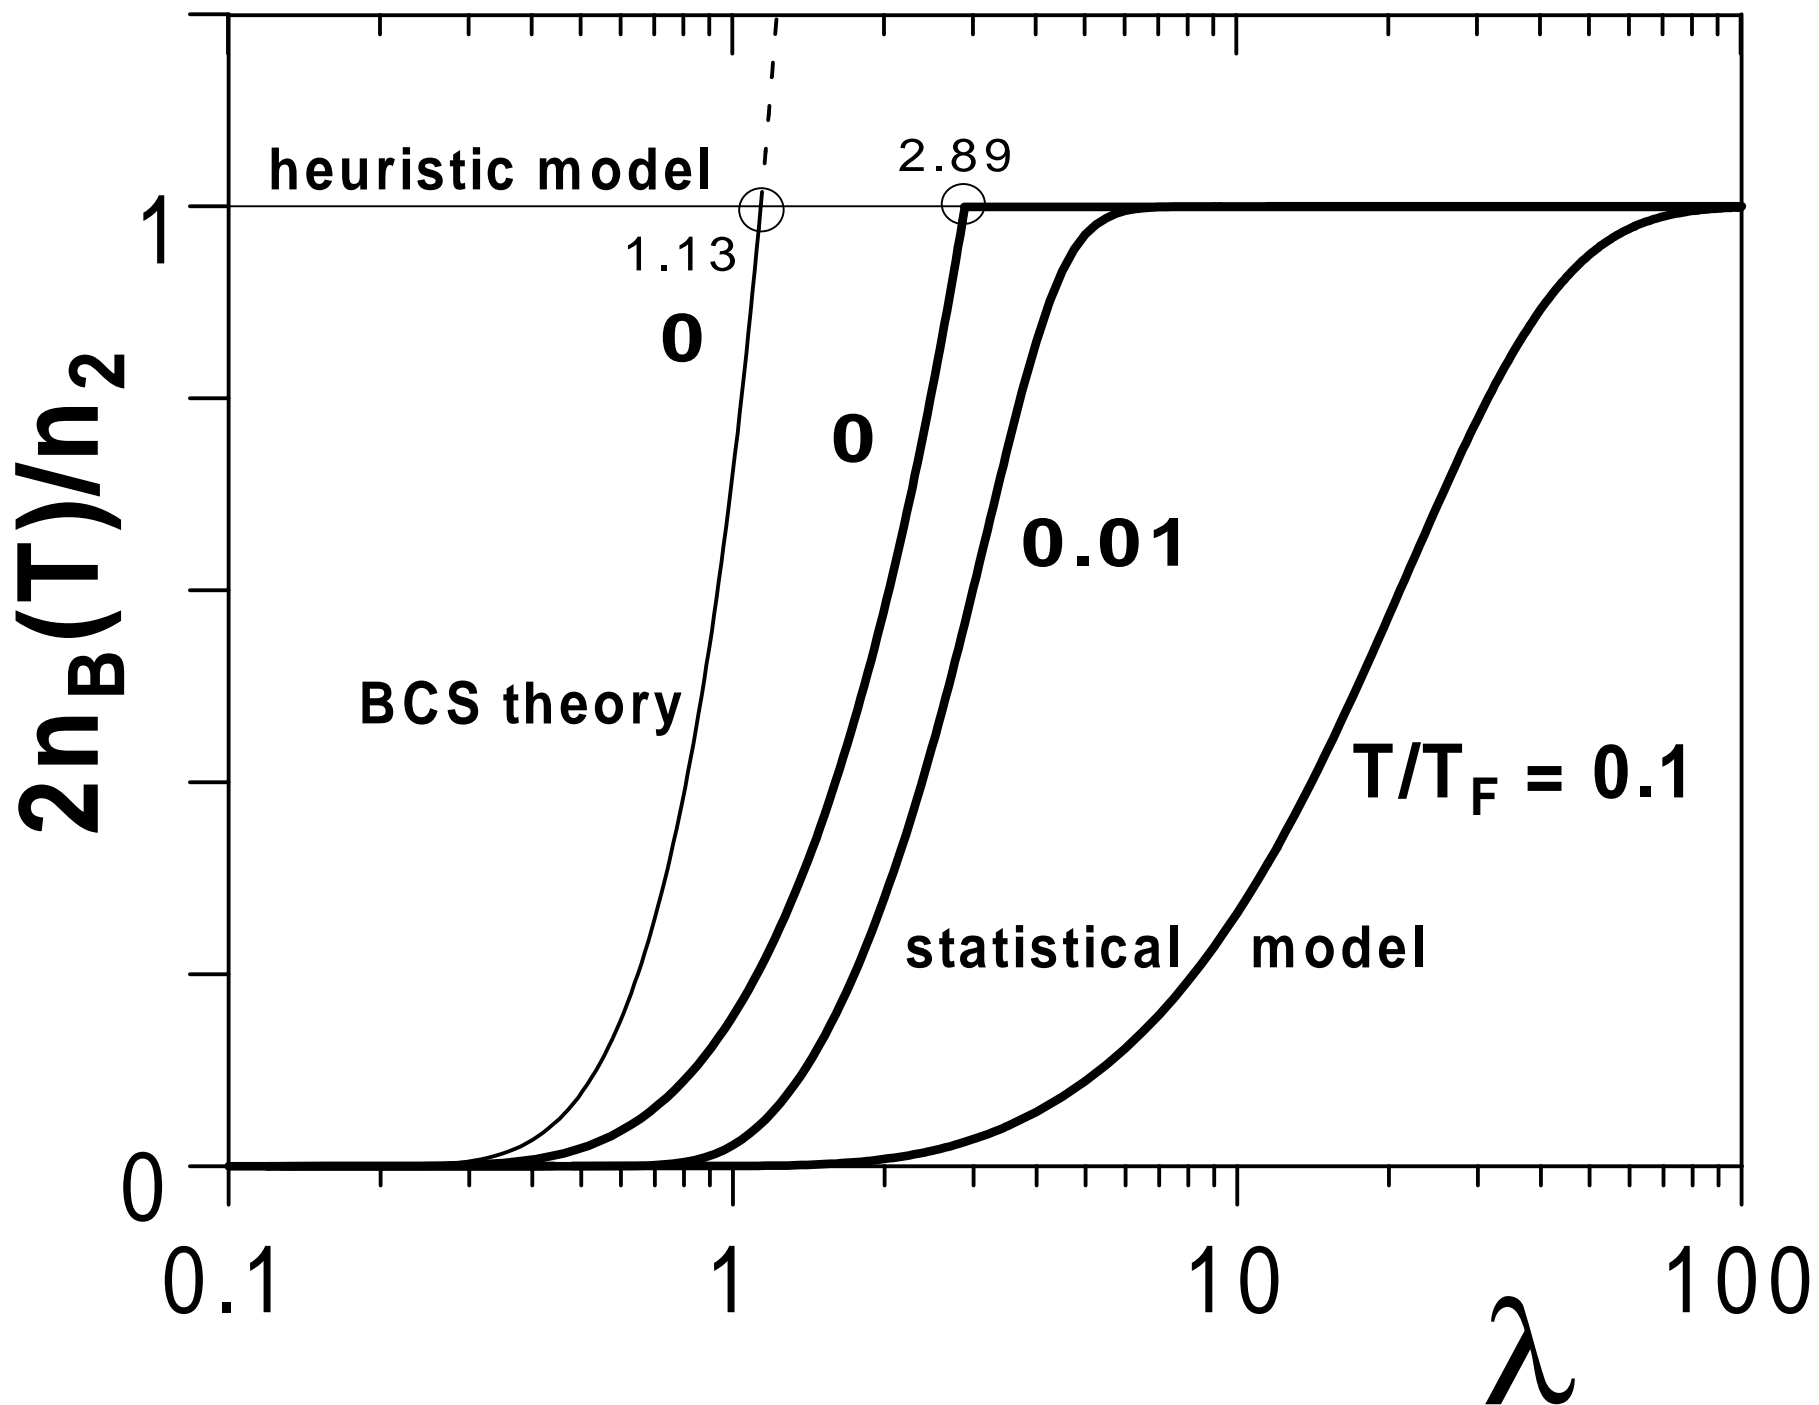 heuristic model
2.89
1
1.13
0
0
0.01
BCS theory
T/T_F = 0.1
statistical model
0
0.1
1
10
100
λ
2n_B(T)/n_2